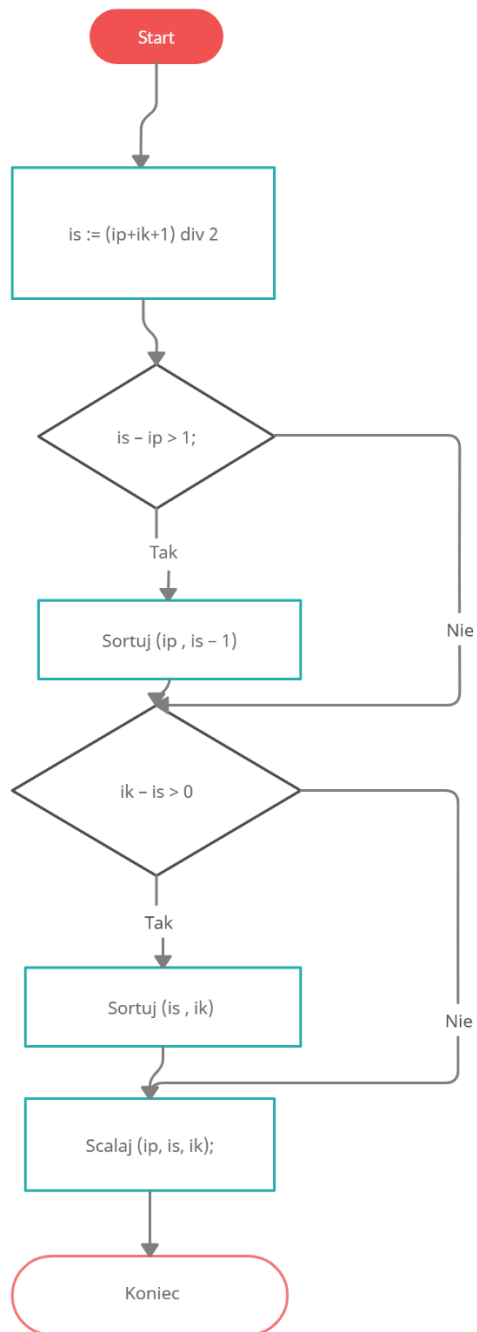 Start
is := (ip+ik+1) div 2
is – ip > 1;
Tak
Sortuj (ip , is – 1)
Nie
ik – is > 0
Tak
Sortuj (is , ik)
Nie
Scalaj (ip, is, ik);
Koniec